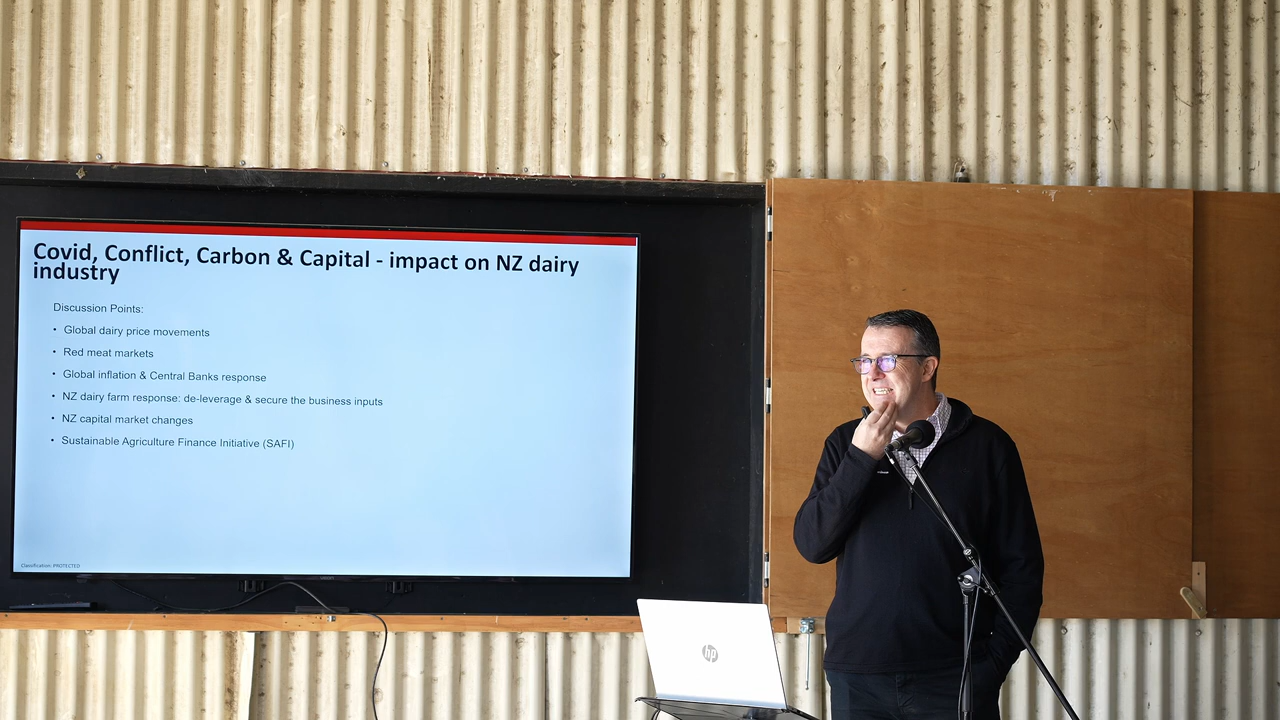 Covid, Conflict, Carbon & Capital - impact on NZ dairy
industry
Discussion Points:
• Global dairy price movements
• Red meat markets
• Global inflation & Central Banks response
• NZ dairy farm response: de-leverage & secure the business inputs
• NZ capital market changes
• Sustainable Agriculture Finance Initiative (SAFI)
Classification: PROTECTED
hp